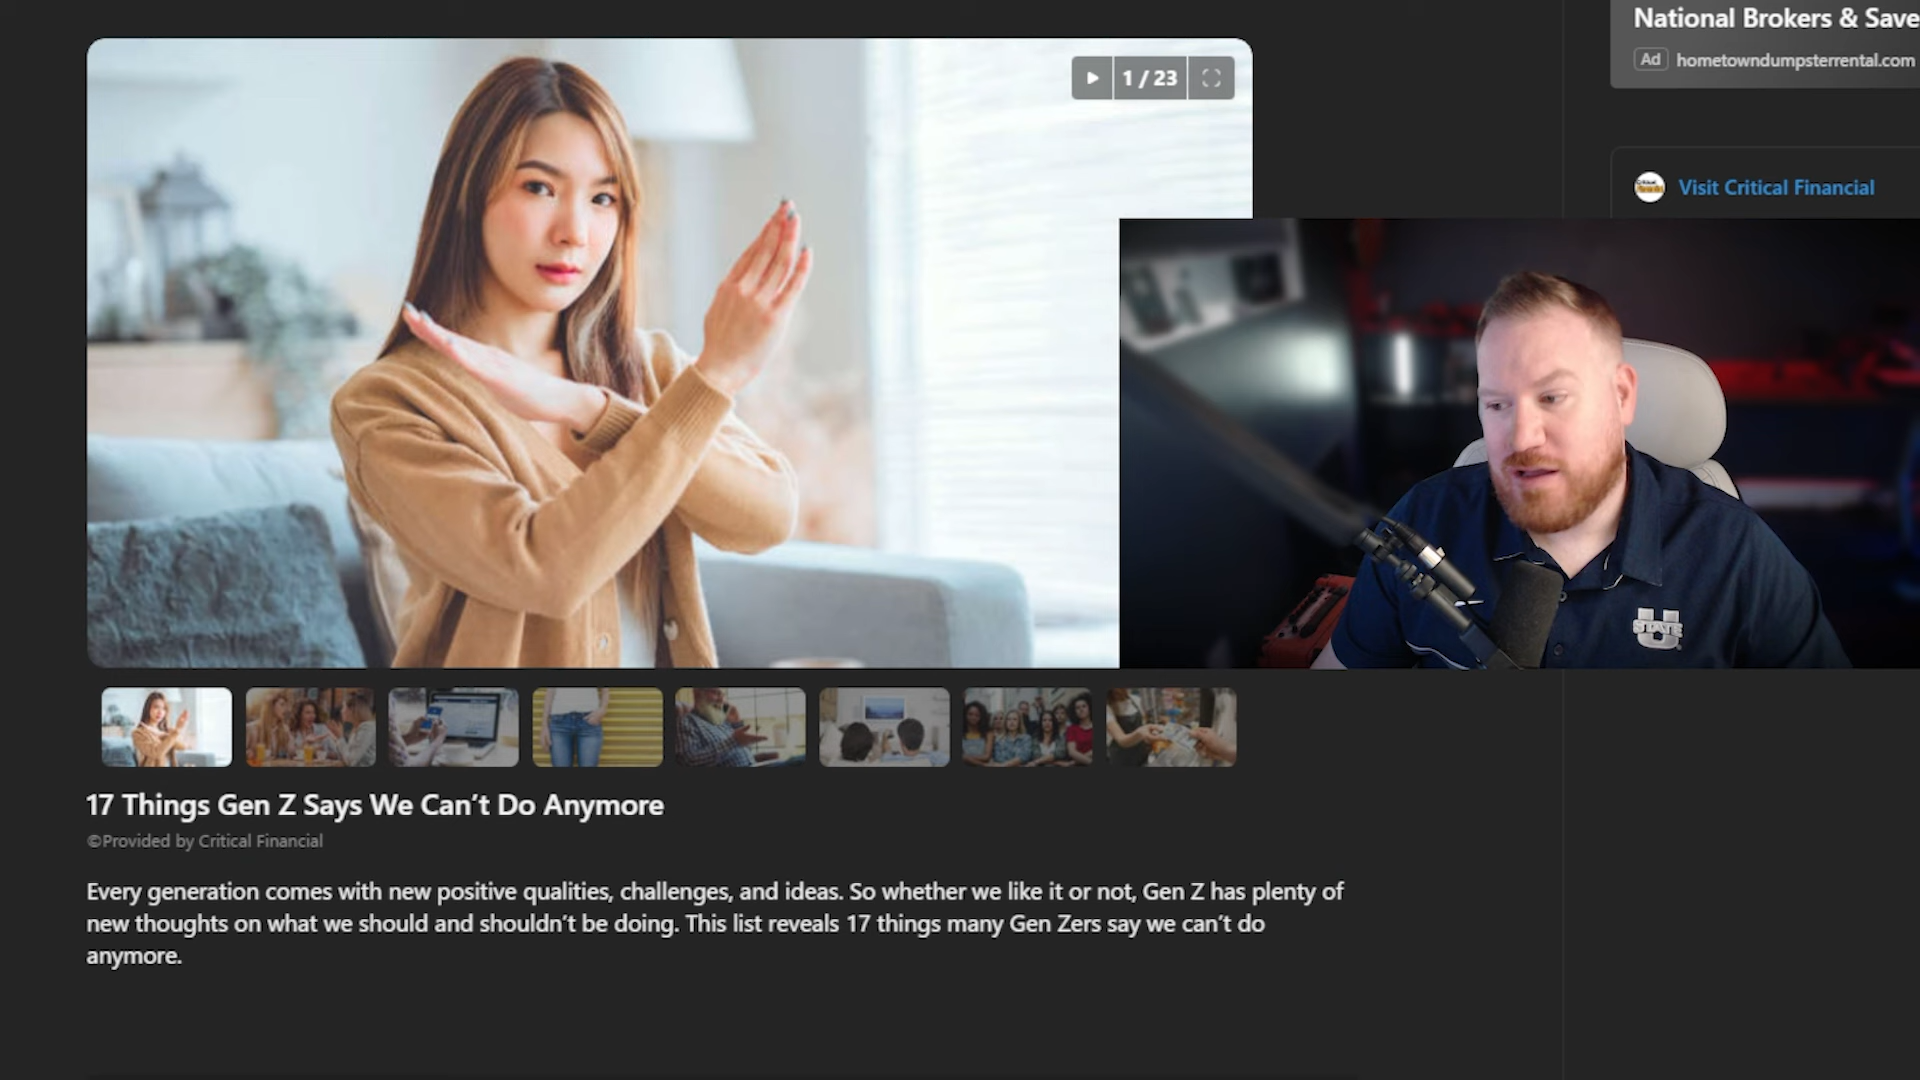 National Brokers & Save
Ad hometowndumpsterrental.com
1 / 23
Visit Critical Financial
U
STATE
17 Things Gen Z Says We Can’t Do Anymore
©Provided by Critical Financial
Every generation comes with new positive qualities, challenges, and ideas. So whether we like it or not, Gen Z has plenty of
new thoughts on what we should and shouldn’t be doing. This list reveals 17 things many Gen Zers say we can’t do
anymore.